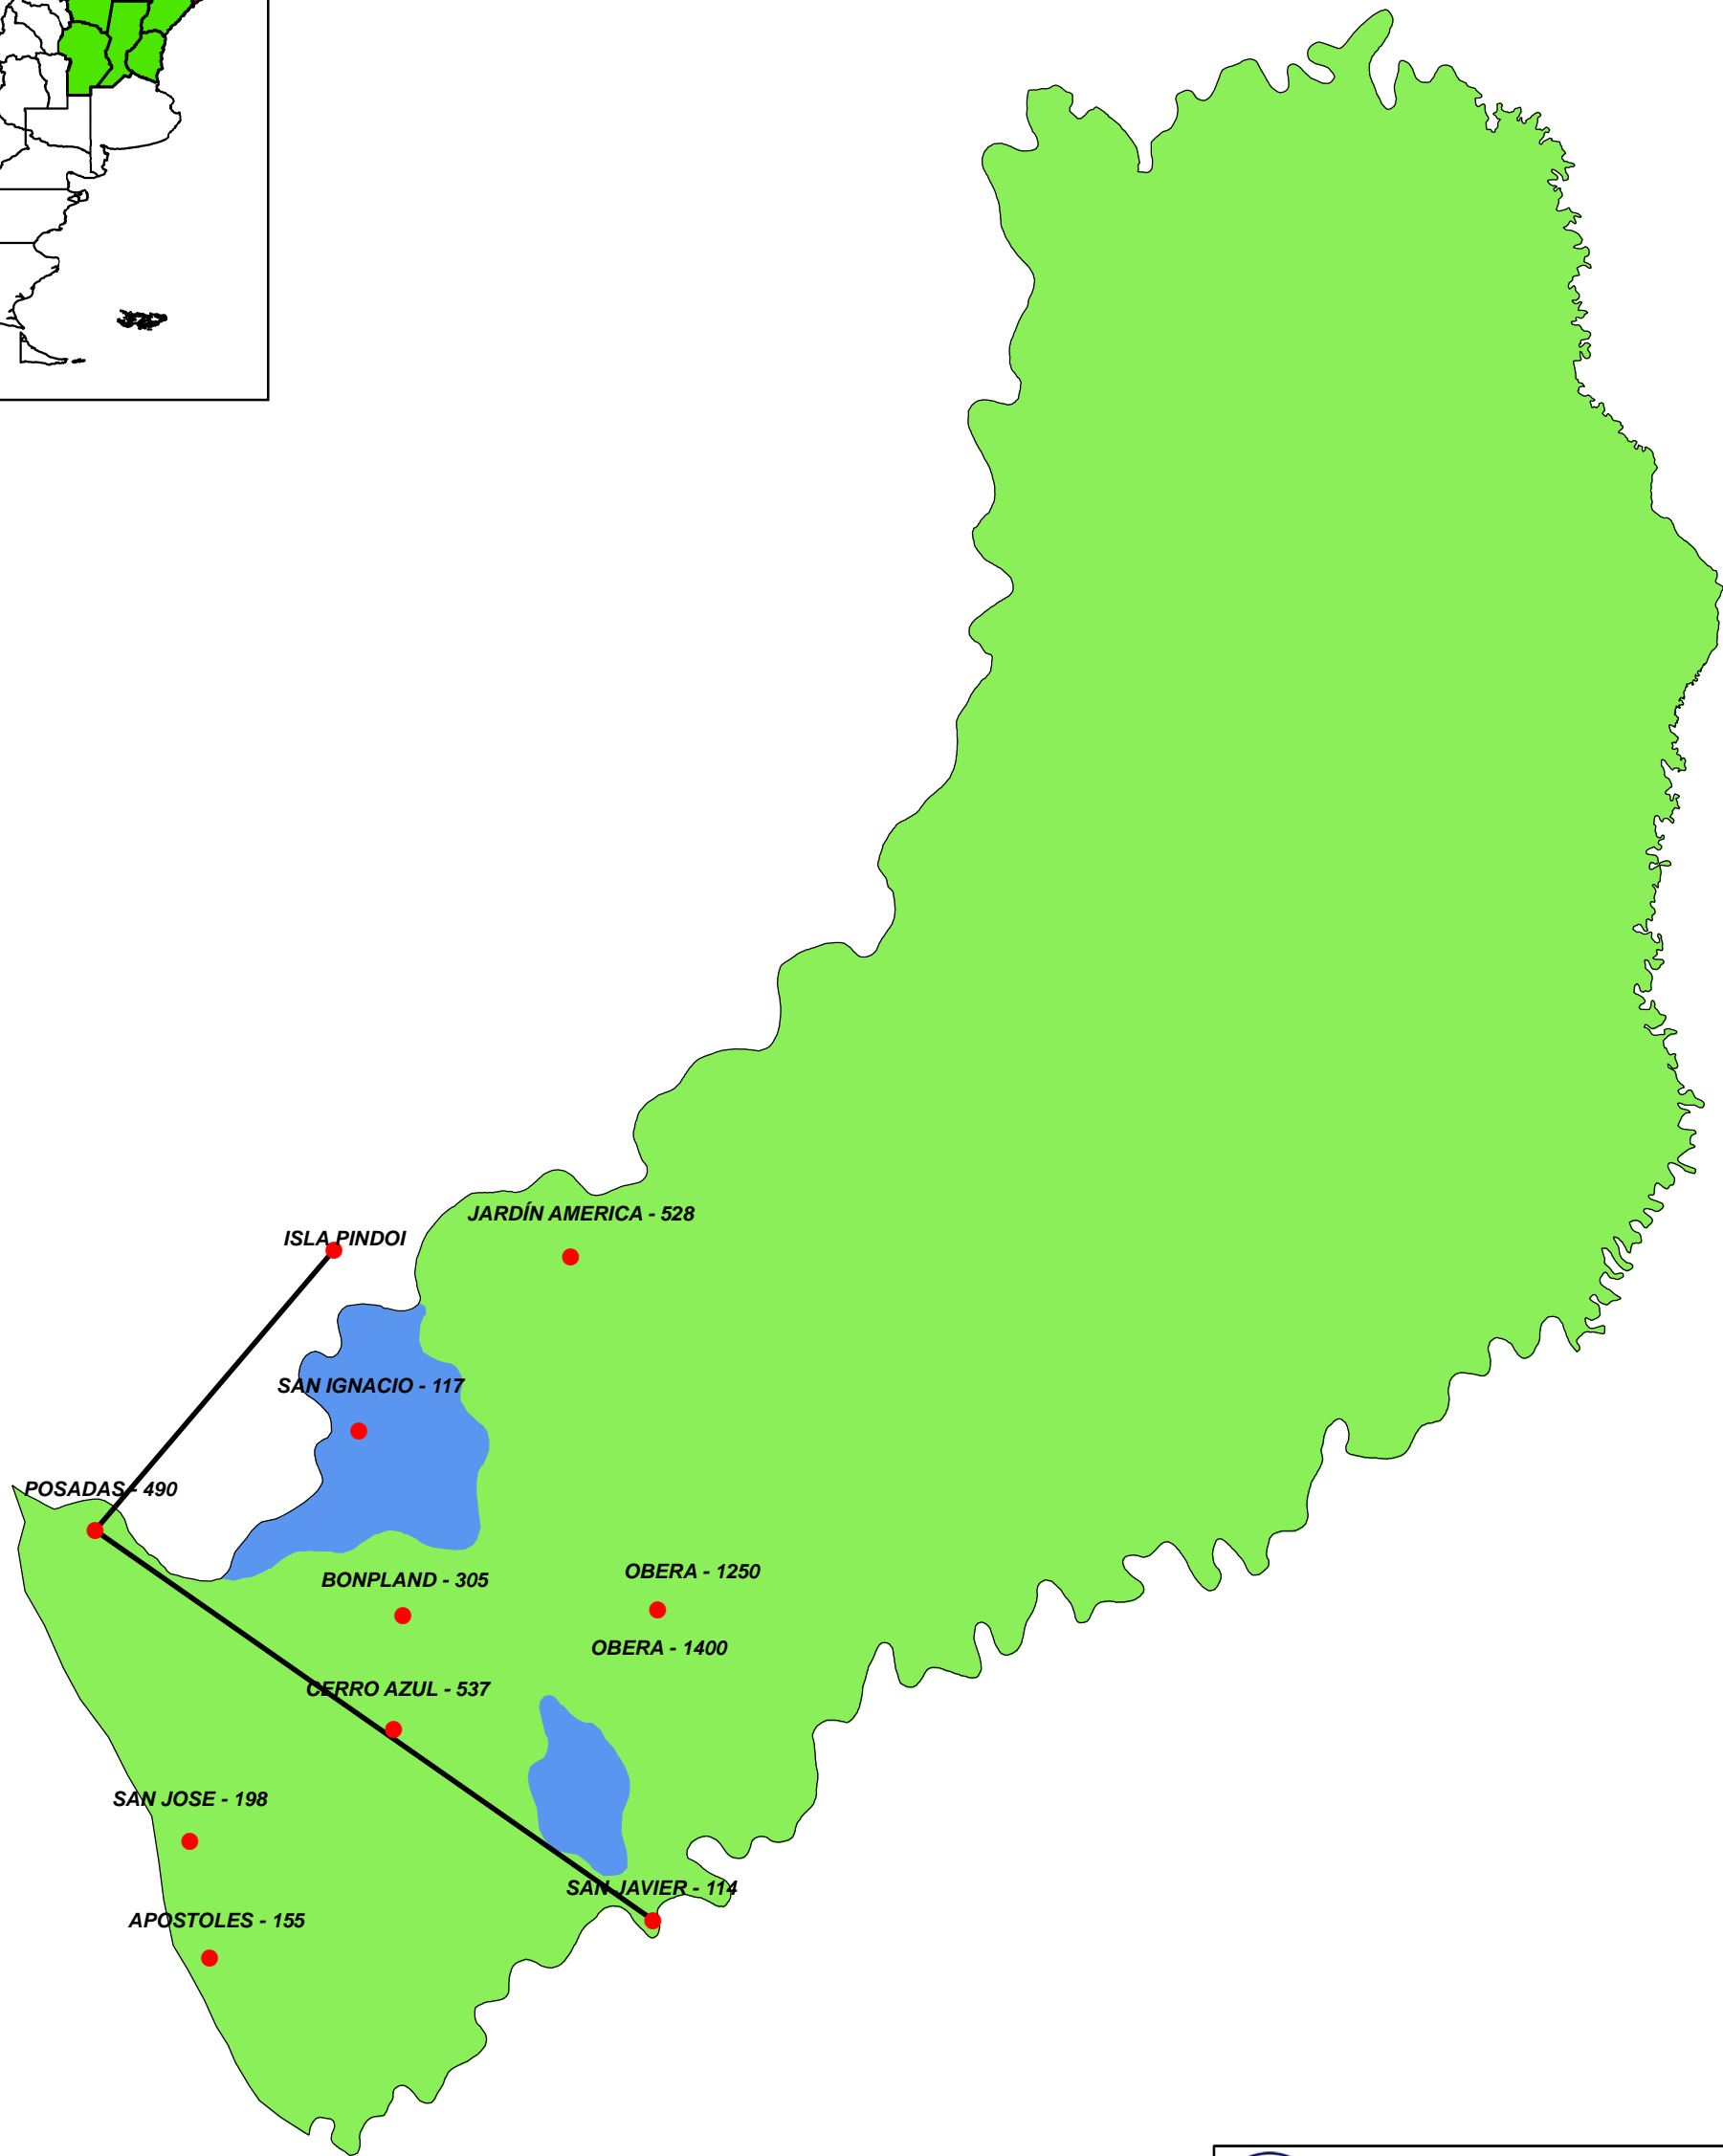 JARDÍN AMERICA - 528
ISLA PINDOI
SAN IGNACIO - 117
POSADAS - 490
OBERA - 1250
BONPLAND - 305
OBERA - 1400
CERRO AZUL - 537
SAN JOSE - 198
SAN JAVIER - 114
APOSTOLES - 155